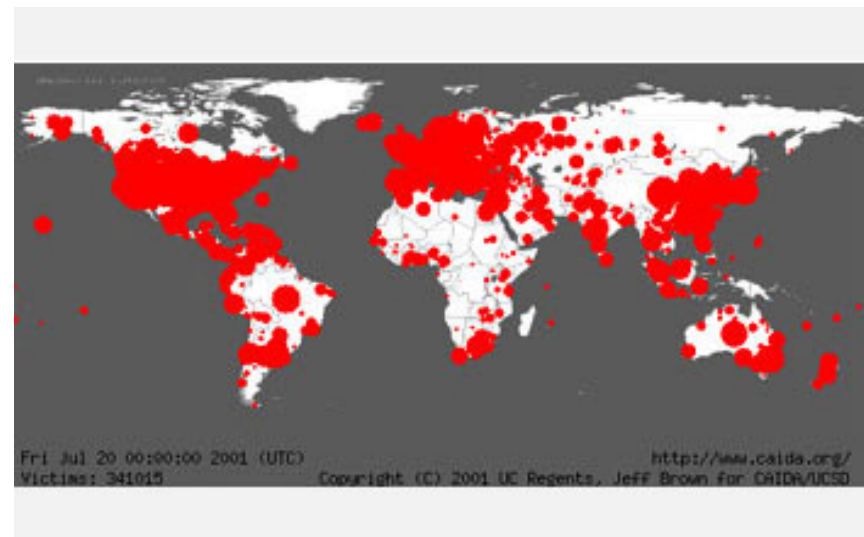 Fri Jul 20 00:00:00 2001 (UTC)
http://www.caida.org/
Victims: 341015
Copyright (C) 2001 UC Regents, Jeff Brown for CAIDA/UCSD